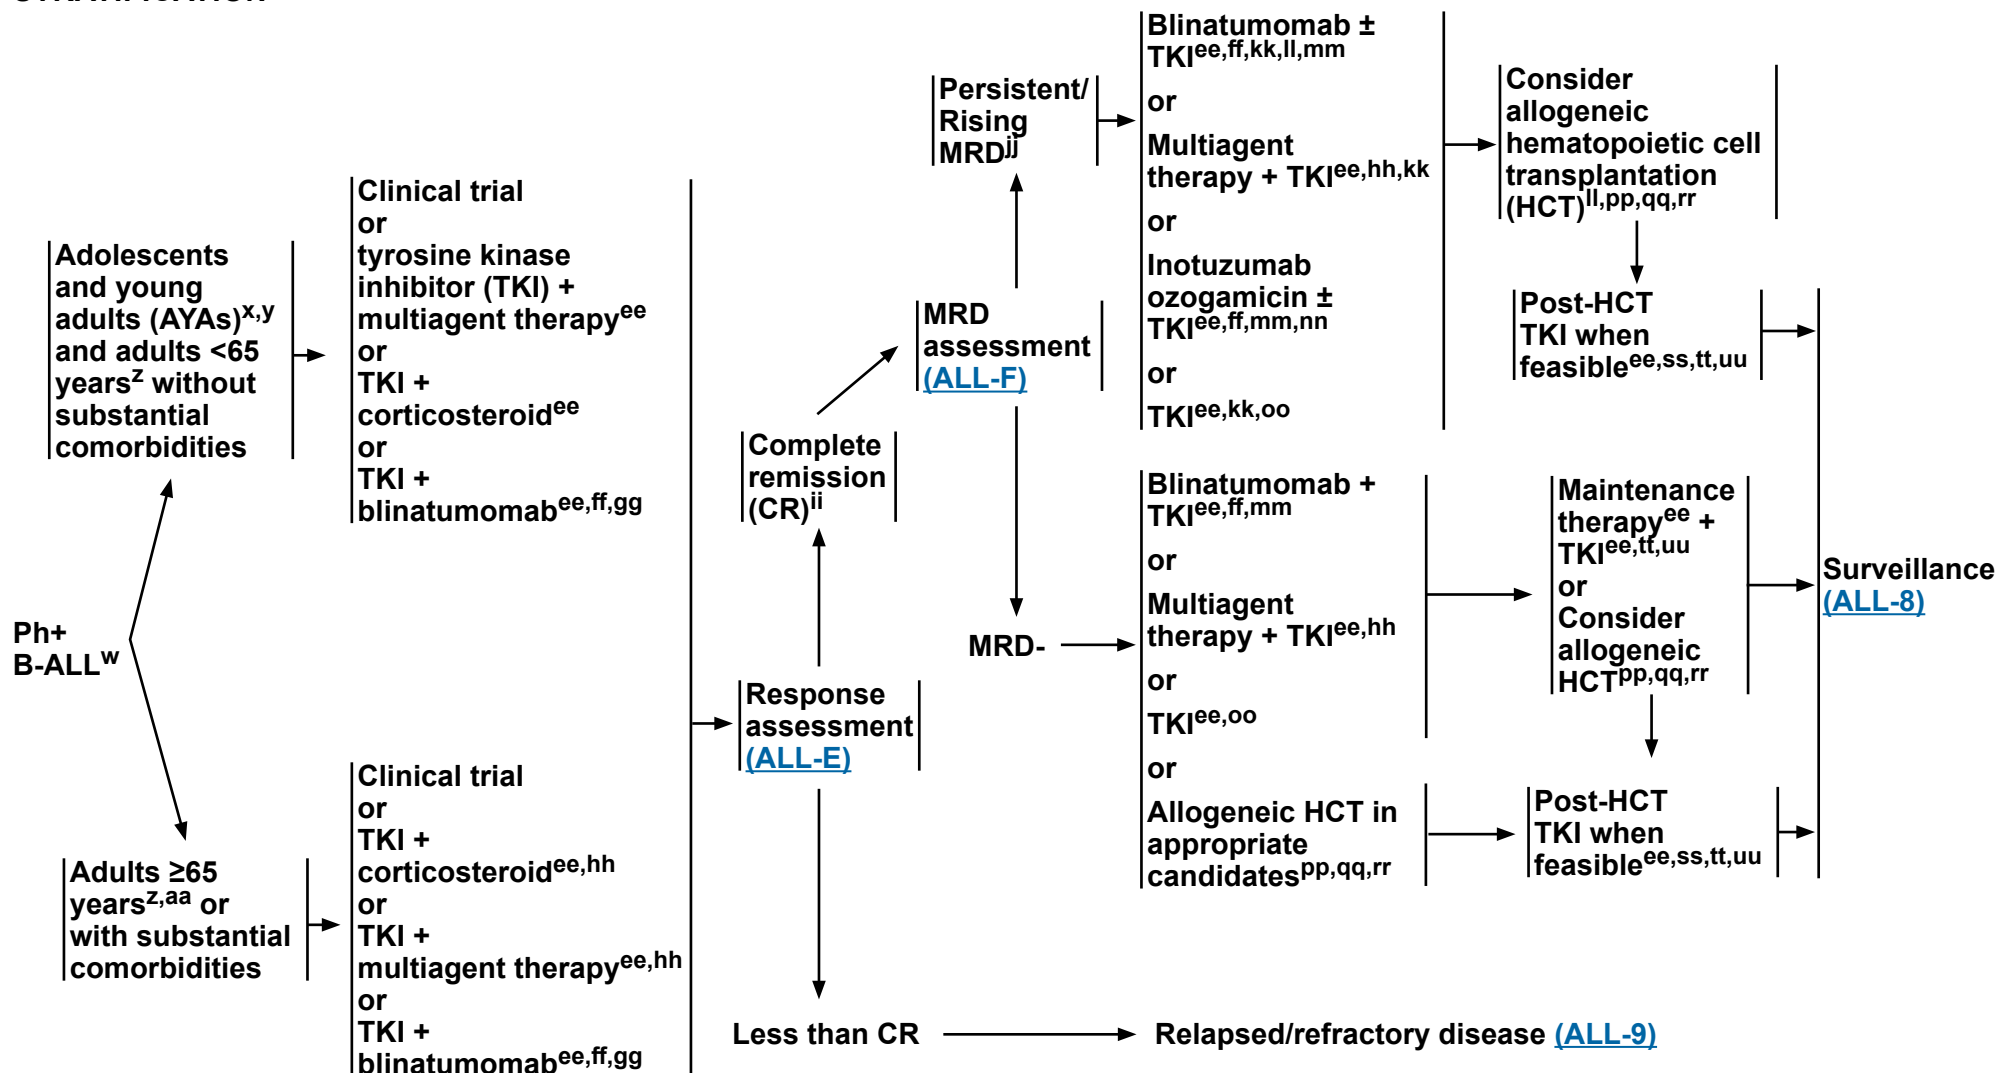 Ph+
B-ALLw
Adolescents
and young
adults (AYAs)x,y
and adults <65
yearsz without
substantial
comorbidities
Adults ≥65
yearsz,aa or
with substantial
comorbidities
Clinical trial
or
tyrosine kinase
inhibitor (TKI) +
multiagent therapyee
or
TKI +
corticosteroidee
or
TKI +
blinatumomabee,ff,gg
Clinical trial
or
TKI +
corticosteroidee,hh
or
TKI +
multiagent therapyee,hh
or
TKI +
blinatumomabee,ff,gg
Response
assessment
(ALL-E)
Complete
remission
(CR)ii
Less than CR
Relapsed/refractory disease (ALL-9)
MRD
assessment
(ALL-F)
Persistent/
Rising
MRDjj
MRD-
Blinatumomab ±
TKIee,ff,kk,ll,mm
or
Multiagent
therapy + TKIee,hh,kk
or
Inotuzumab
ozogamicin ±
TKIee,ff,mm,nn
or
TKIee,kk,oo
Consider
allogeneic
hematopoietic cell
transplantation
(HCT)ll,pp,qq,rr
Post-HCT
TKI when
feasibleee,ss,tt,uu
Blinatumomab +
TKIee,ff,mm
or
Multiagent
therapy + TKIee,hh
or
TKIee,oo
or
Allogeneic HCT in
appropriate
candidatespp,qq,rr
Maintenance
therapyee +
TKIee,tt,uu
or
Consider
allogeneic
HCTpp,qq,rr
Post-HCT
TKI when
feasibleee,ss,tt,uu
Surveillance
(ALL-8)